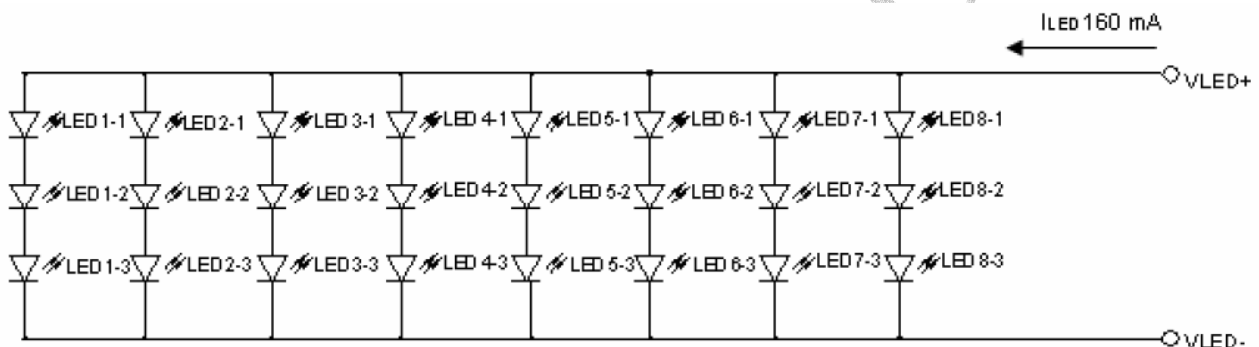 ILED 160 mA
VLED+
LED 1-1 LED 2-1 LED 3-1 LED 4-1 LED 5-1 LED 6-1 LED 7-1 LED 8-1
LED 1-2 LED 2-2 LED 3-2 LED 4-2 LED 5-2 LED 6-2 LED 7-2 LED 8-2
LED 1-3 LED 2-3 LED 3-3 LED 4-3 LED 5-3 LED 6-3 LED 7-3 LED 8-3
VLED-